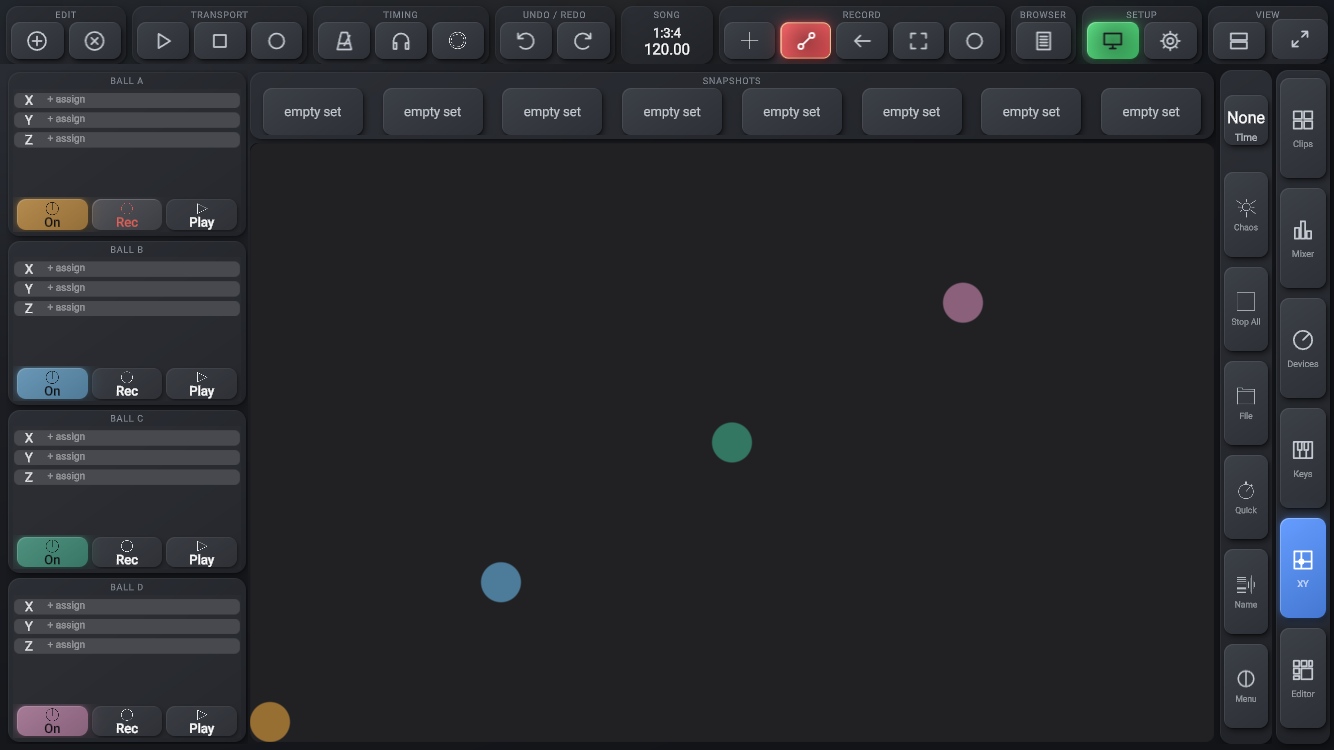 EDIT
TRANSPORT
TIMING
UNDO / REDO
SONG
1:3:4
120.00
RECORD
BROWSER
SETUP
VIEW
BALL A
X + assign
Y + assign
Z + assign
On Rec Play
BALL B
X + assign
Y + assign
Z + assign
On Rec Play
BALL C
X + assign
Y + assign
Z + assign
On Rec Play
BALL D
X + assign
Y + assign
Z + assign
On Rec Play
SNAPSHOTS
empty set empty set empty set empty set empty set empty set empty set empty set
None
Time
Chaos
Stop All
File
Quick
Name
Menu
Clips
Mixer
Devices
Keys
XY
Editor